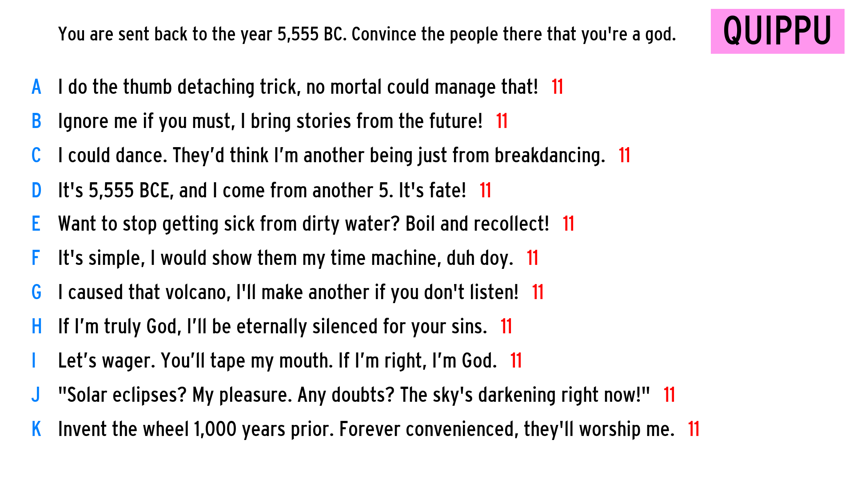 You are sent back to the year 5,555 BC. Convince the people there that you're a god.
QUIPPU
A I do the thumb detaching trick, no mortal could manage that! 11
B Ignore me if you must, I bring stories from the future! 11
C I could dance. They’d think I’m another being just from breakdancing. 11
D It's 5,555 BCE, and I come from another 5. It's fate! 11
E Want to stop getting sick from dirty water? Boil and recollect! 11
F It's simple, I would show them my time machine, duh doy. 11
G I caused that volcano, I'll make another if you don't listen! 11
H If I’m truly God, I’ll be eternally silenced for your sins. 11
I Let’s wager. You’ll tape my mouth. If I’m right, I’m God. 11
J "Solar eclipses? My pleasure. Any doubts? The sky's darkening right now!" 11
K Invent the wheel 1,000 years prior. Forever convenienced, they'll worship me. 11